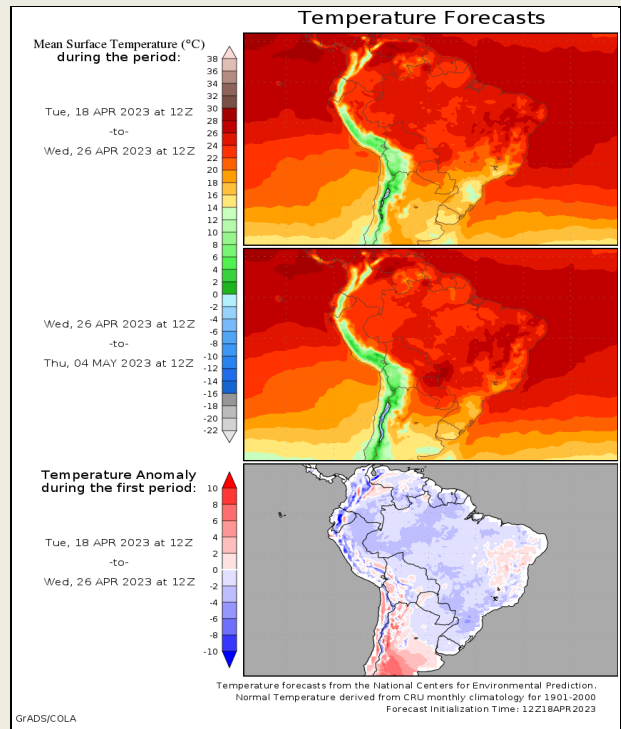 Temperature Forecasts
Mean Surface Temperature (°C)
during the period:
Tue, 18 APR 2023 at 12Z
-to-
Wed, 26 APR 2023 at 12Z
38
36
34
32
30
28
26
24
22
20
18
16
14
12
10
8
6
4
2
0
-2
-4
-6
-8
-10
-12
-14
-16
-18
-20
-22
Wed, 26 APR 2023 at 12Z
-to-
Thu, 04 MAY 2023 at 12Z
Temperature Anomaly
during the first period:
Tue, 18 APR 2023 at 12Z
-to-
Wed, 26 APR 2023 at 12Z
10
8
6
4
2
0
-2
-4
-6
-8
-10
Temperature forecasts from the National Centers for Environmental Prediction.
Normal Temperature derived from CRU monthly climatology for 1901-2000
Forecast Initialization Time: 12Z18APR2023
GrADS/COLA